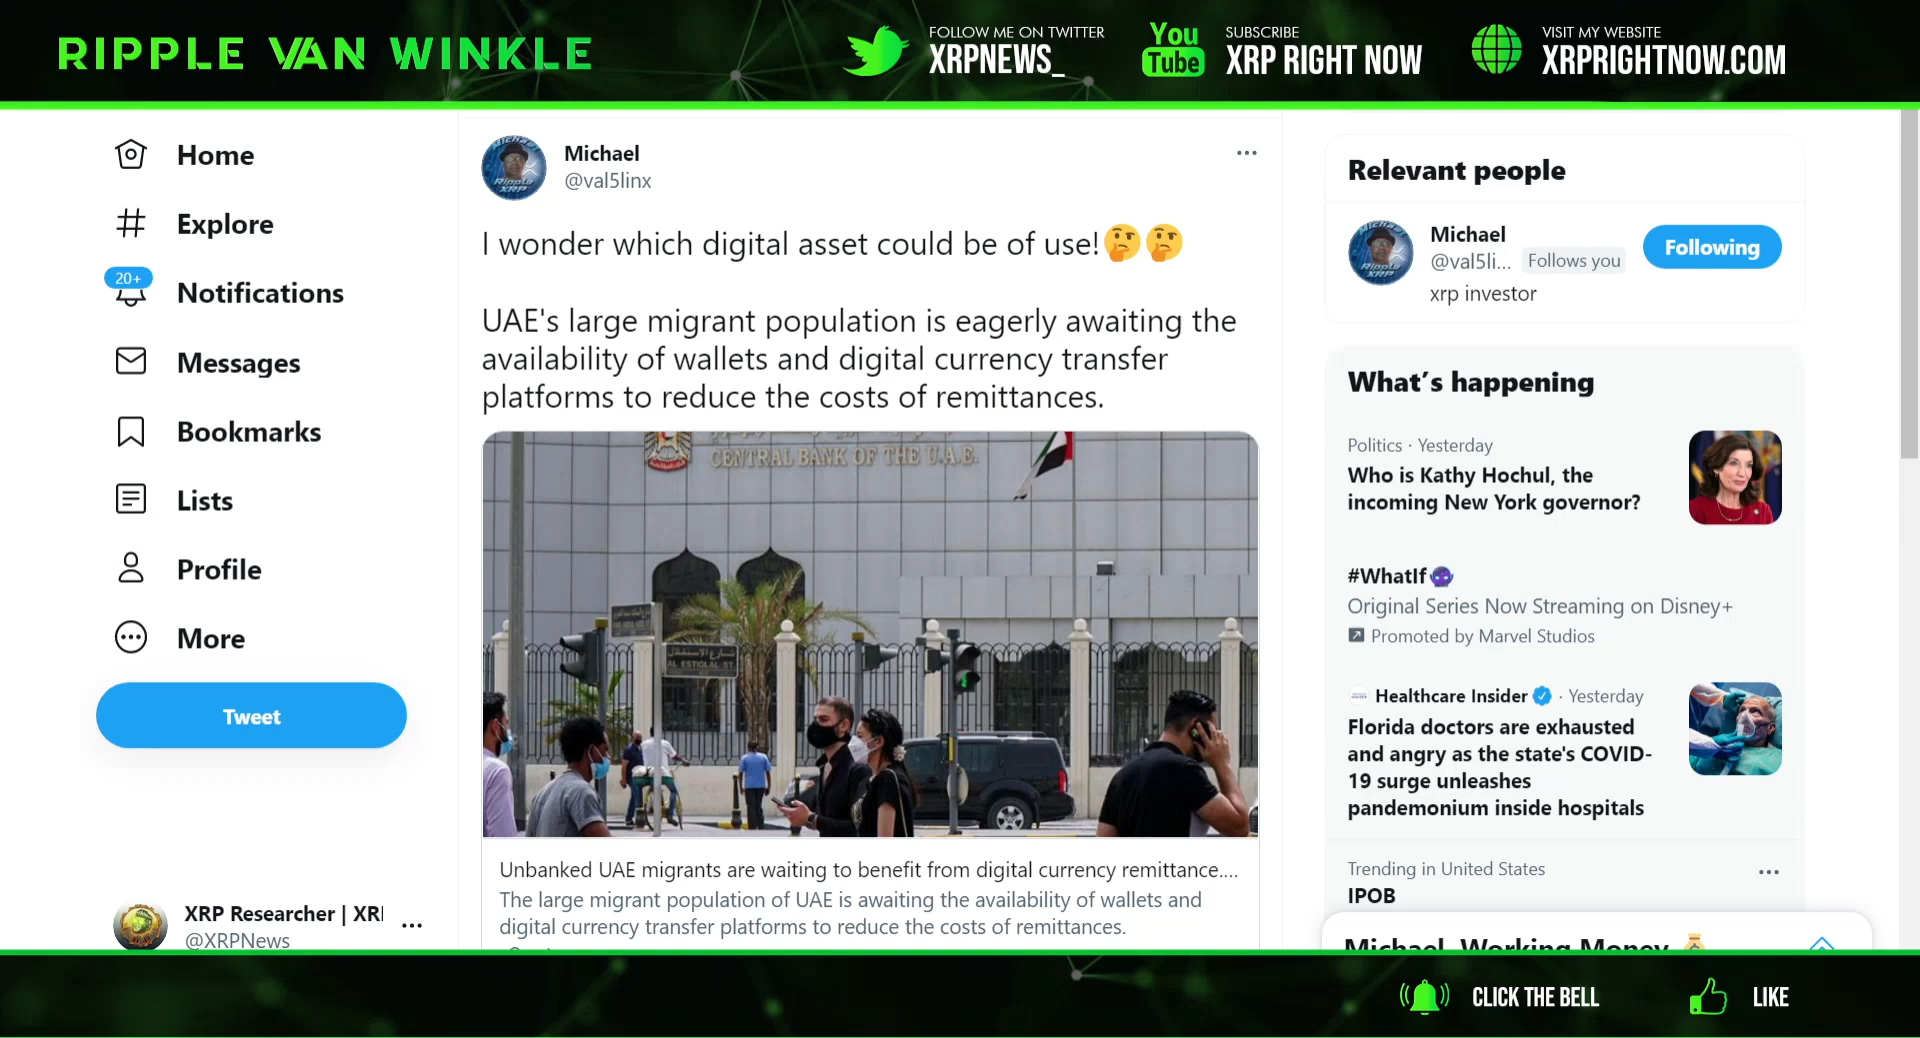 RIPPLE VAN WINKLE
FOLLOW ME ON TWITTER
XRPNEWS_
You
Tube
SUBSCRIBE
XRP RIGHT NOW
VISIT MY WEBSITE
XRPRIGHTNOW.COM
Home
Explore
20+
Notifications
Messages
Bookmarks
Lists
Profile
More
Tweet
XRP Researcher | XRI
@XRPNews
Michael
@val5linx
I wonder which digital asset could be of use!🤔🤔
UAE's large migrant population is eagerly awaiting the
availability of wallets and digital currency transfer
platforms to reduce the costs of remittances.
CENTRAL BANK OF THE U.A.E.
شارع الاستقلال
AL ESTIQLAL ST
Unbanked UAE migrants are waiting to benefit from digital currency remittance....
The large migrant population of UAE is awaiting the availability of wallets and
digital currency transfer platforms to reduce the costs of remittances.
Relevant people
Michael
@val5li... Follows you
Following
xrp investor
What's happening
Politics · Yesterday
Who is Kathy Hochul, the
incoming New York governor?
#WhatIf
Original Series Now Streaming on Disney+
Promoted by Marvel Studios
Healthcare Insider · Yesterday
Florida doctors are exhausted
and angry as the state's COVID-
19 surge unleashes
pandemonium inside hospitals
Trending in United States
IPOB
Michael, Working Money 💰
CLICK THE BELL
LIKE